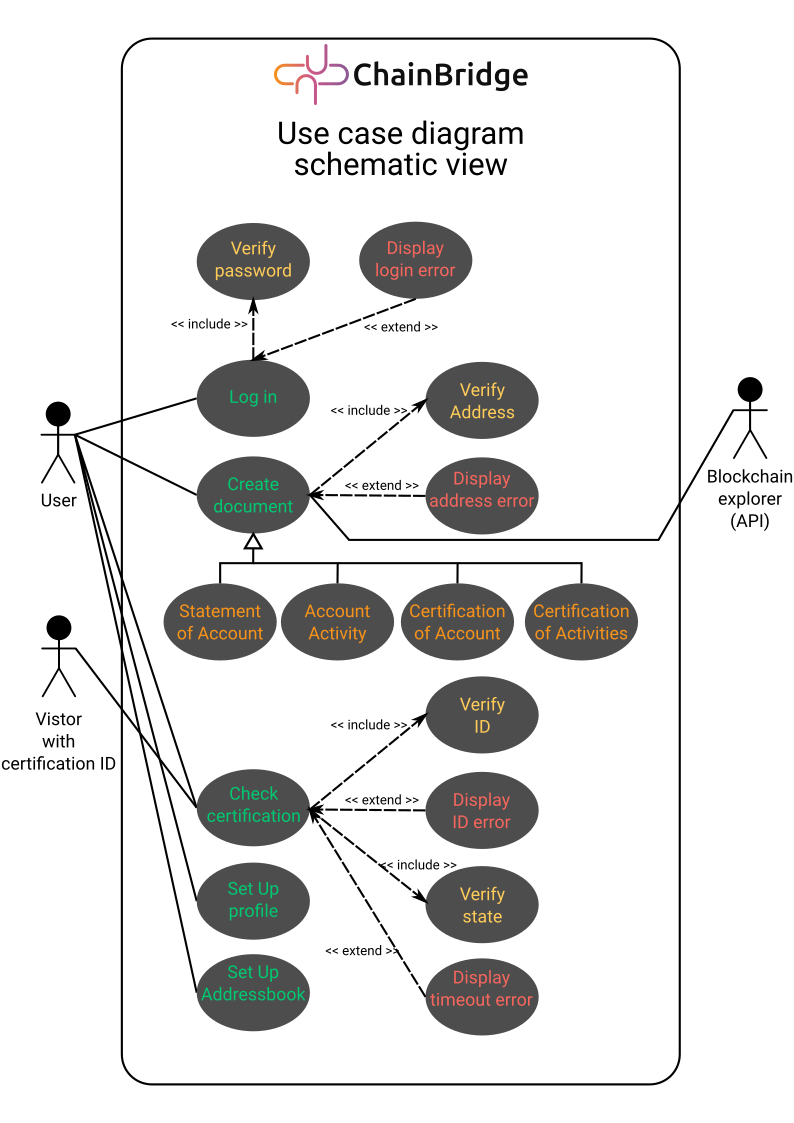 ChainBridge
Use case diagram
schematic view
Verify
password
Display
login error
<< include >>
<< extend >>
Log in
Verify
Address
<< include >>
User
Blockchain
explorer
(API)
Create
document
<< extend >>
Display
address error
Statement
of Account
Account
Activity
Certification
of Account
Certification
of Activities
Vistor
with
certification ID
Verify
ID
<< include >>
Check
certification
<< extend >>
Display
ID error
<< include >>
Set Up
profile
Verify
state
<< extend >>
Set Up
Addressbook
Display
timeout error